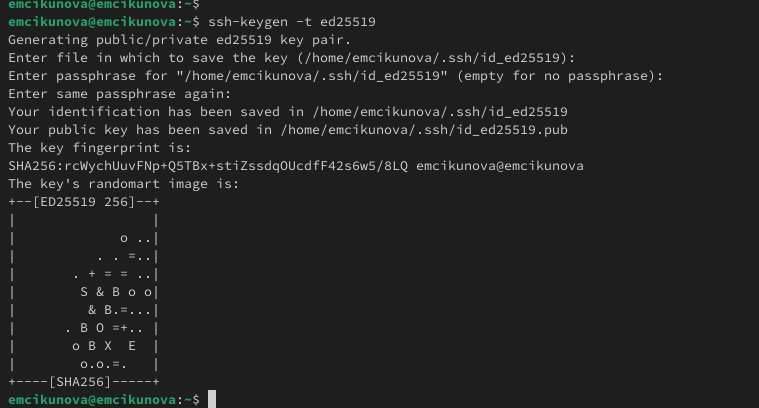 emcikunova@emcikunova:~$
emcikunova@emcikunova:~$ ssh-keygen -t ed25519
Generating public/private ed25519 key pair.
Enter file in which to save the key (/home/emcikunova/.ssh/id_ed25519):
Enter passphrase for "/home/emcikunova/.ssh/id_ed25519" (empty for no passphrase):
Enter same passphrase again:
Your identification has been saved in /home/emcikunova/.ssh/id_ed25519
Your public key has been saved in /home/emcikunova/.ssh/id_ed25519.pub
The key fingerprint is:
SHA256:rcWychUuvFNp+Q5TBx+stiZssdqOUcdfF42s6w5/8LQ emcikunova@emcikunova
The key's randomart image is:
+--[ED25519 256]--+
|                 |
|             o ..|
|          . . =..|
|       . + = = ..|
|        S & B o o|
|         & B.=...|
|      . B O =+.. |
|       o B X  E  |
|        o.o.=.   |
+----[SHA256]-----+
emcikunova@emcikunova:~$